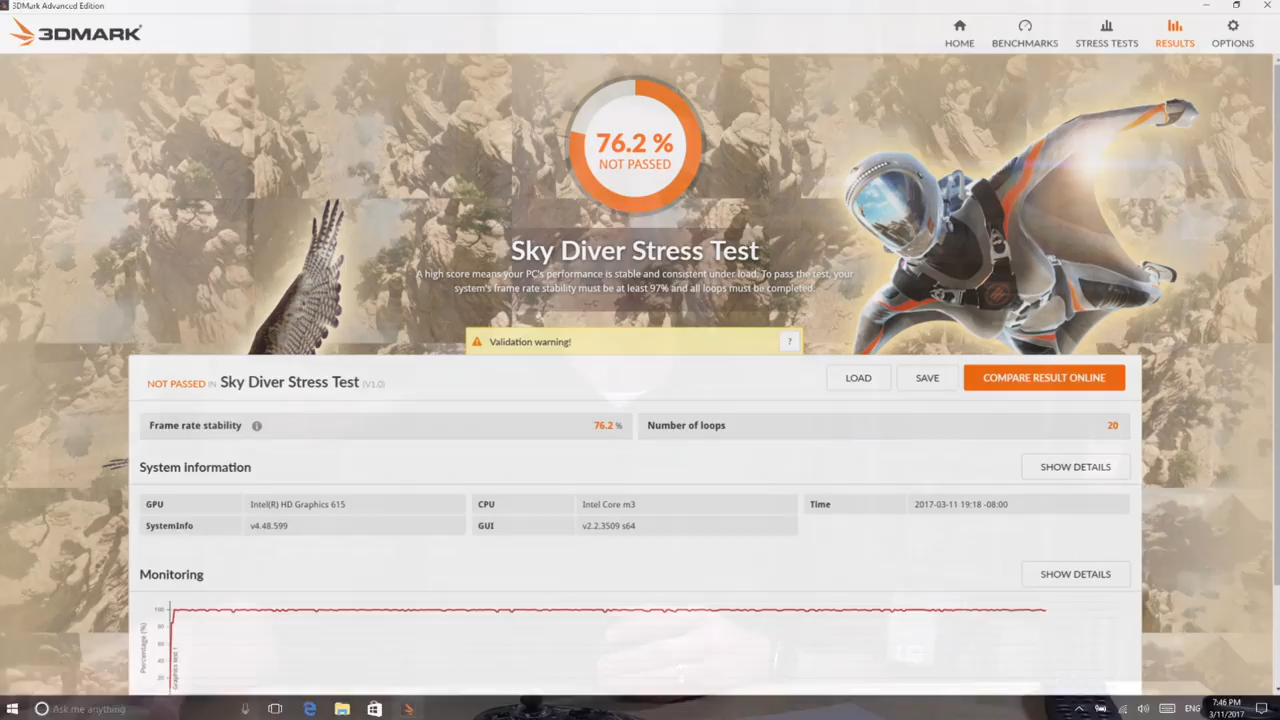 3DMark Advanced Edition
3DMARK
HOME
BENCHMARKS
STRESS TESTS
RESULTS
OPTIONS
76.2 %
NOT PASSED
Sky Diver Stress Test
A high score means your PC's performance is stable and consistent under load. To pass the test, your
system's frame rate stability must be at least 97% and all loops must be completed.
Validation warning!
?
NOT PASSED IN Sky Diver Stress Test (V1.0)
LOAD
SAVE
COMPARE RESULT ONLINE
Frame rate stability
76.2 %
Number of loops
20
System information
SHOW DETAILS
GPU
Intel(R) HD Graphics 615
CPU
Intel Core m3
Time
2017-03-11 19:18 -08:00
SystemInfo
v4.48.599
GUI
v2.2.3509 s64
Monitoring
SHOW DETAILS
Percentage (%)
100
80
60
40
20
Graphics test 1
Ask me anything
ENG
7:46 PM
3/11/2017